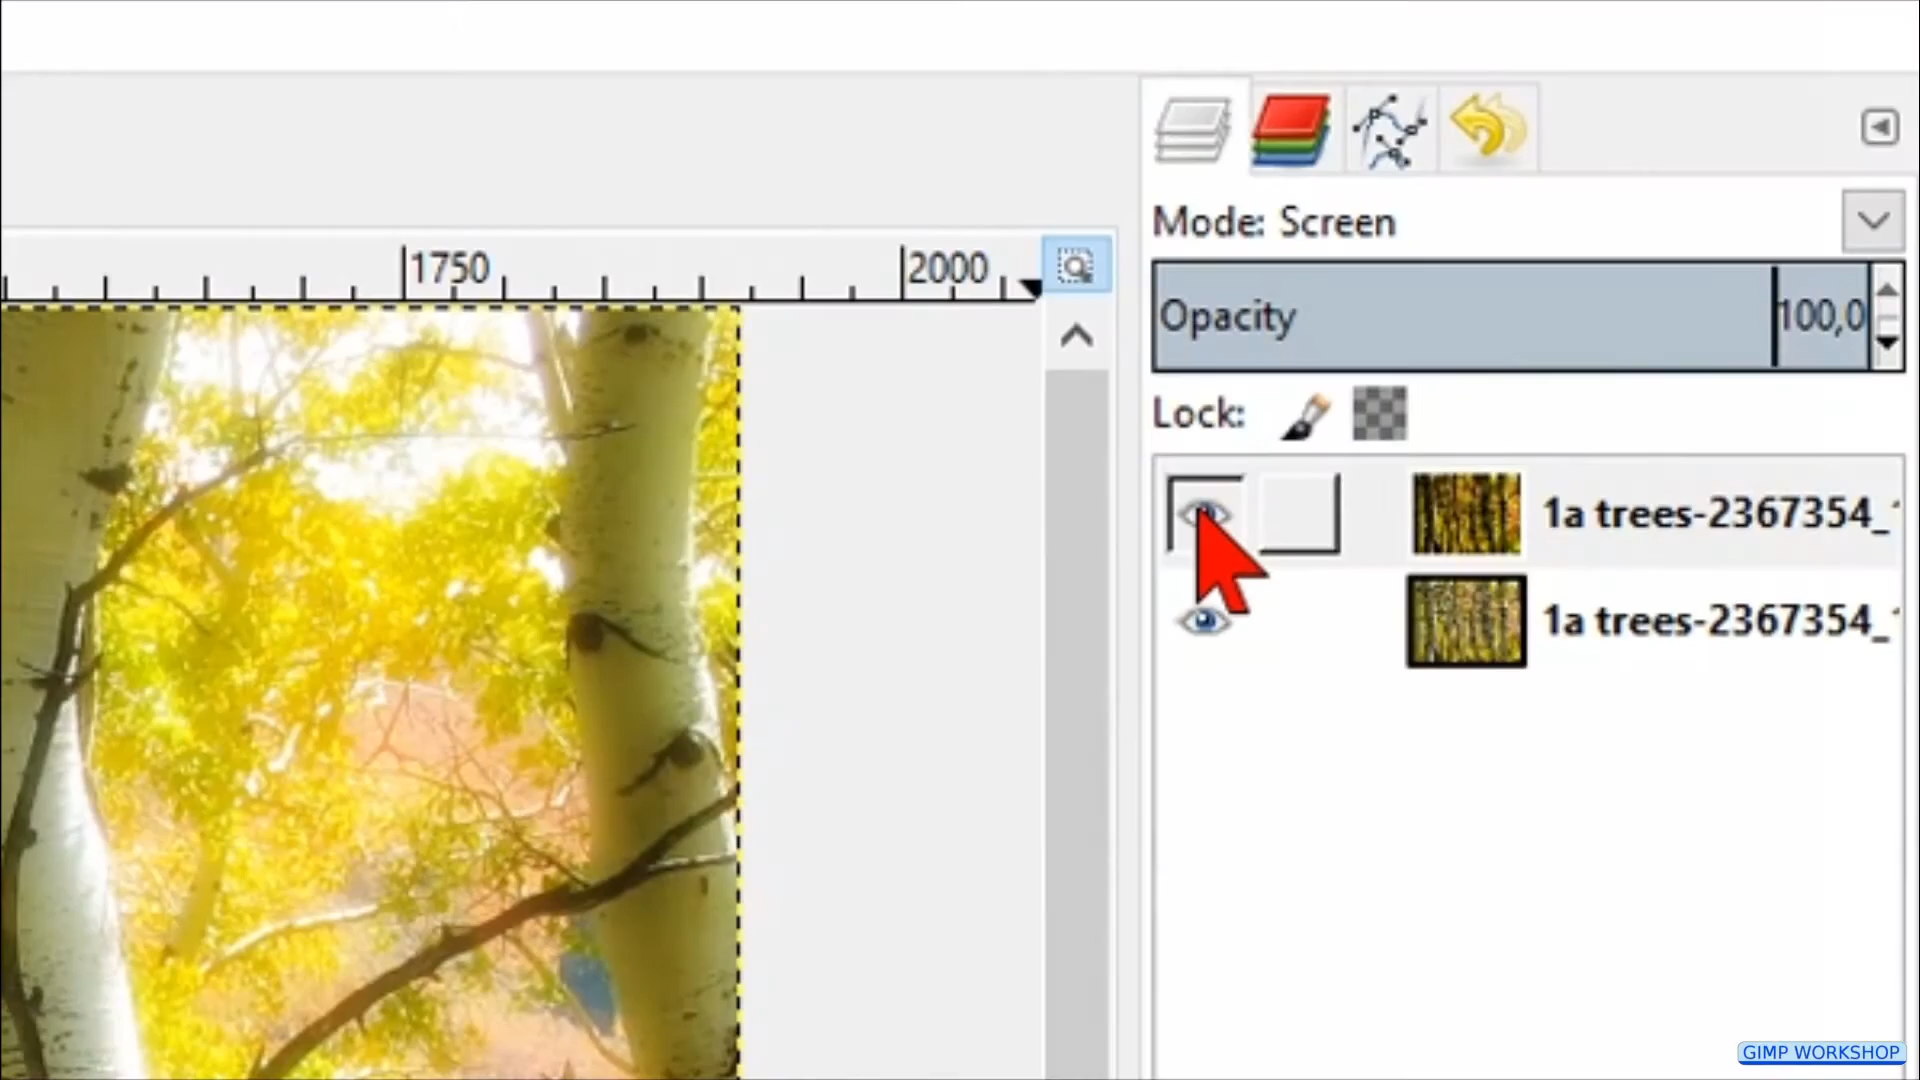 Mode: Screen
1750
2000
Opacity
100,0
Lock:
1a trees-2367354_
1a trees-2367354_
GIMP WORKSHOP